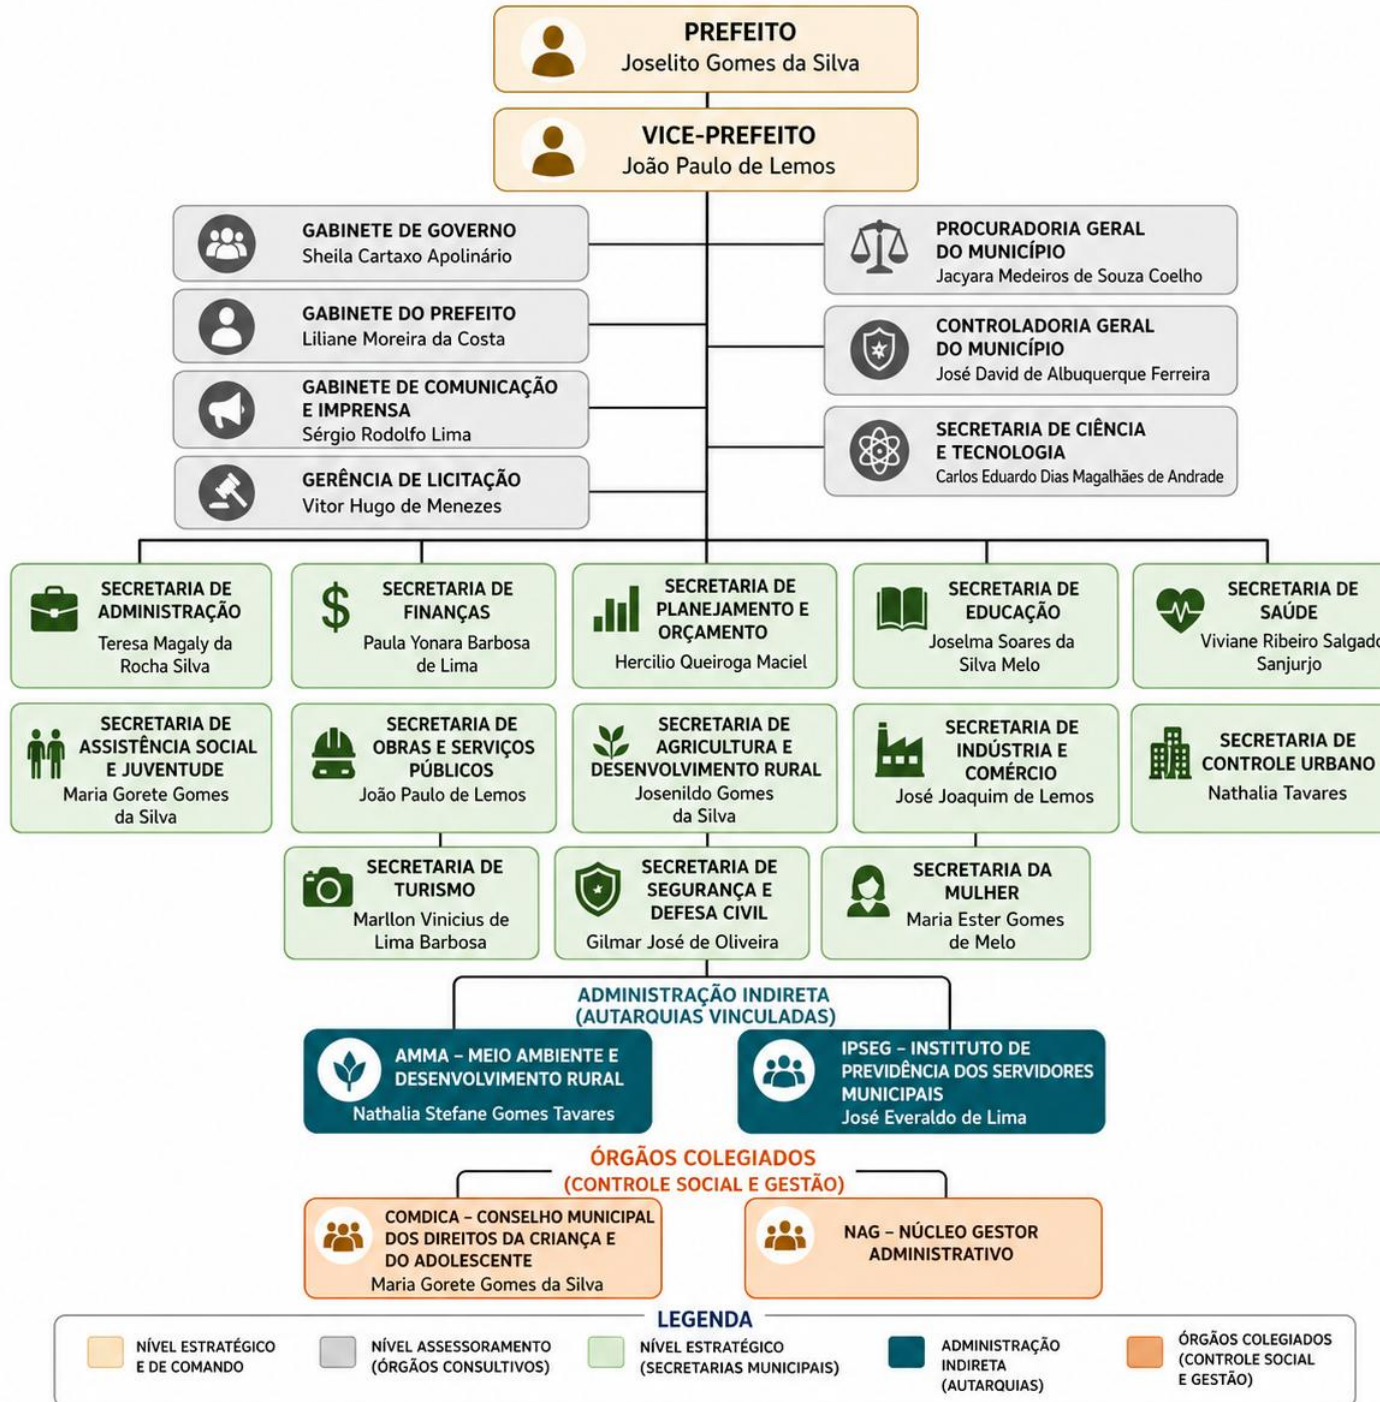 PREFEITO
Joselito Gomes da Silva
VICE-PREFEITO
João Paulo de Lemos
GABINETE DE GOVERNO
Sheila Cartaxo Apolinário
GABINETE DO PREFEITO
Liliane Moreira da Costa
GABINETE DE COMUNICAÇÃO
E IMPRENSA
Sérgio Rodolfo Lima
GERÊNCIA DE LICITAÇÃO
Vitor Hugo de Menezes
PROCURADORIA GERAL
DO MUNICÍPIO
Jacyara Medeiros de Souza Coelho
CONTROLADORIA GERAL
DO MUNICÍPIO
José David de Albuquerque Ferreira
SECRETARIA DE CIÊNCIA
E TECNOLOGIA
Carlos Eduardo Dias Magalhães de Andrade
SECRETARIA DE
ADMINISTRAÇÃO
Teresa Magaly da
Rocha Silva
SECRETARIA DE
FINANÇAS
Paula Yonara Barbosa
de Lima
SECRETARIA DE
PLANEJAMENTO E
ORÇAMENTO
Hercilio Queiroga Maciel
SECRETARIA DE
EDUCAÇÃO
Joselma Soares da
Silva Melo
SECRETARIA DE
SAÚDE
Viviane Ribeiro Salgado
Sanjurjo
SECRETARIA DE
ASSISTÊNCIA SOCIAL
E JUVENTUDE
Maria Gorete Gomes
da Silva
SECRETARIA DE
OBRAS E SERVIÇOS
PÚBLICOS
João Paulo de Lemos
SECRETARIA DE
AGRICULTURA E
DESENVOLVIMENTO RURAL
Josenildo Gomes
da Silva
SECRETARIA DE
INDÚSTRIA E
COMÉRCIO
José Joaquim de Lemos
SECRETARIA DE
CONTROLE URBANO
Nathalia Tavares
SECRETARIA DE
TURISMO
Marllon Vinicius de
Lima Barbosa
SECRETARIA DE
SEGURANÇA E
DEFESA CIVIL
Gilmar José de Oliveira
SECRETARIA DA
MULHER
Maria Ester Gomes
de Melo
ADMINISTRAÇÃO INDIRETA
(AUTARQUIAS VINCULADAS)
AMMA – MEIO AMBIENTE E
DESENVOLVIMENTO RURAL
Nathalia Stefane Gomes Tavares
IPSEG – INSTITUTO DE
PREVIDÊNCIA DOS SERVIDORES
MUNICIPAIS
José Everaldo de Lima
ÓRGÃOS COLEGIADOS
(CONTROLE SOCIAL E GESTÃO)
COMDICA – CONSELHO MUNICIPAL
DOS DIREITOS DA CRIANÇA E
DO ADOLESCENTE
Maria Gorete Gomes da Silva
NAG – NÚCLEO GESTOR
ADMINISTRATIVO
LEGENDA
NÍVEL ESTRATÉGICO
E DE COMANDO
NÍVEL ASSESSORAMENTO
(ÓRGÃOS CONSULTIVOS)
NÍVEL ESTRATÉGICO
(SECRETARIAS MUNICIPAIS)
ADMINISTRAÇÃO
INDIRETA
(AUTARQUIAS)
ÓRGÃOS COLEGIADOS
(CONTROLE SOCIAL
E GESTÃO)